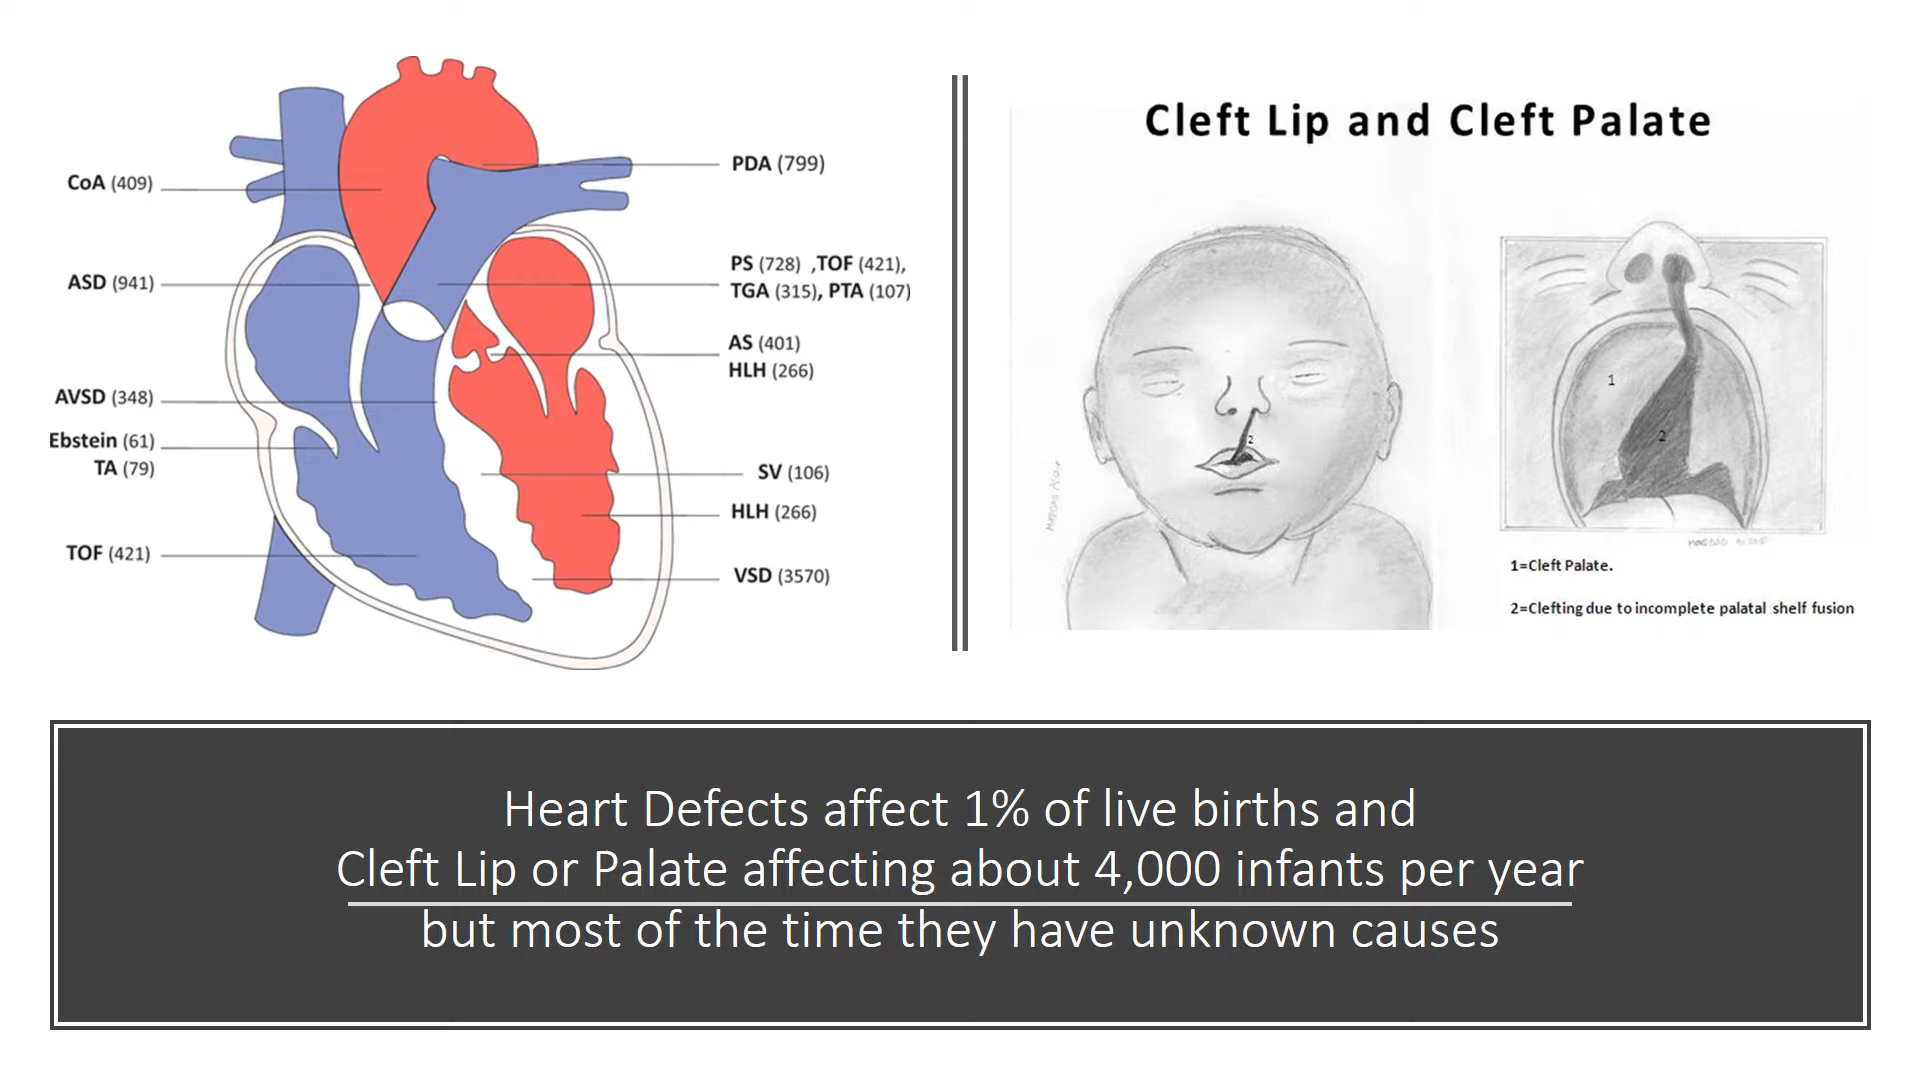 CoA (409)
ASD (941)
AVSD (348)
Ebstein (61)
TA (79)
TOF (421)
PDA (799)
PS (728) ,TOF (421),
TGA (315), PTA (107)
AS (401)
HLH (266)
SV (106)
HLH (266)
VSD (3570)
Cleft Lip and Cleft Palate
2
1
2
1=Cleft Palate.
2=Clefting due to incomplete palatal shelf fusion
Heart Defects affect 1% of live births and
Cleft Lip or Palate affecting about 4,000 infants per year
but most of the time they have unknown causes